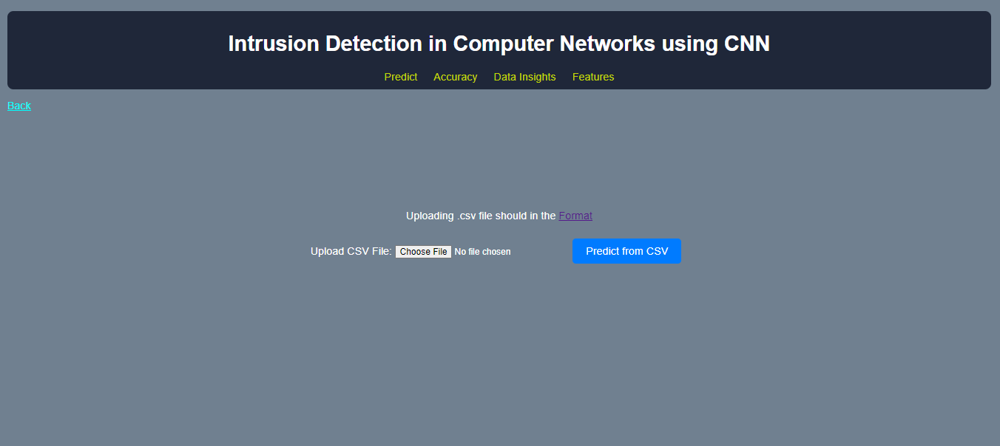 Intrusion Detection in Computer Networks using CNN
Predict Accuracy Data Insights Features
Back
Uploading .csv file should in the Format
Upload CSV File: Choose File No file chosen Predict from CSV